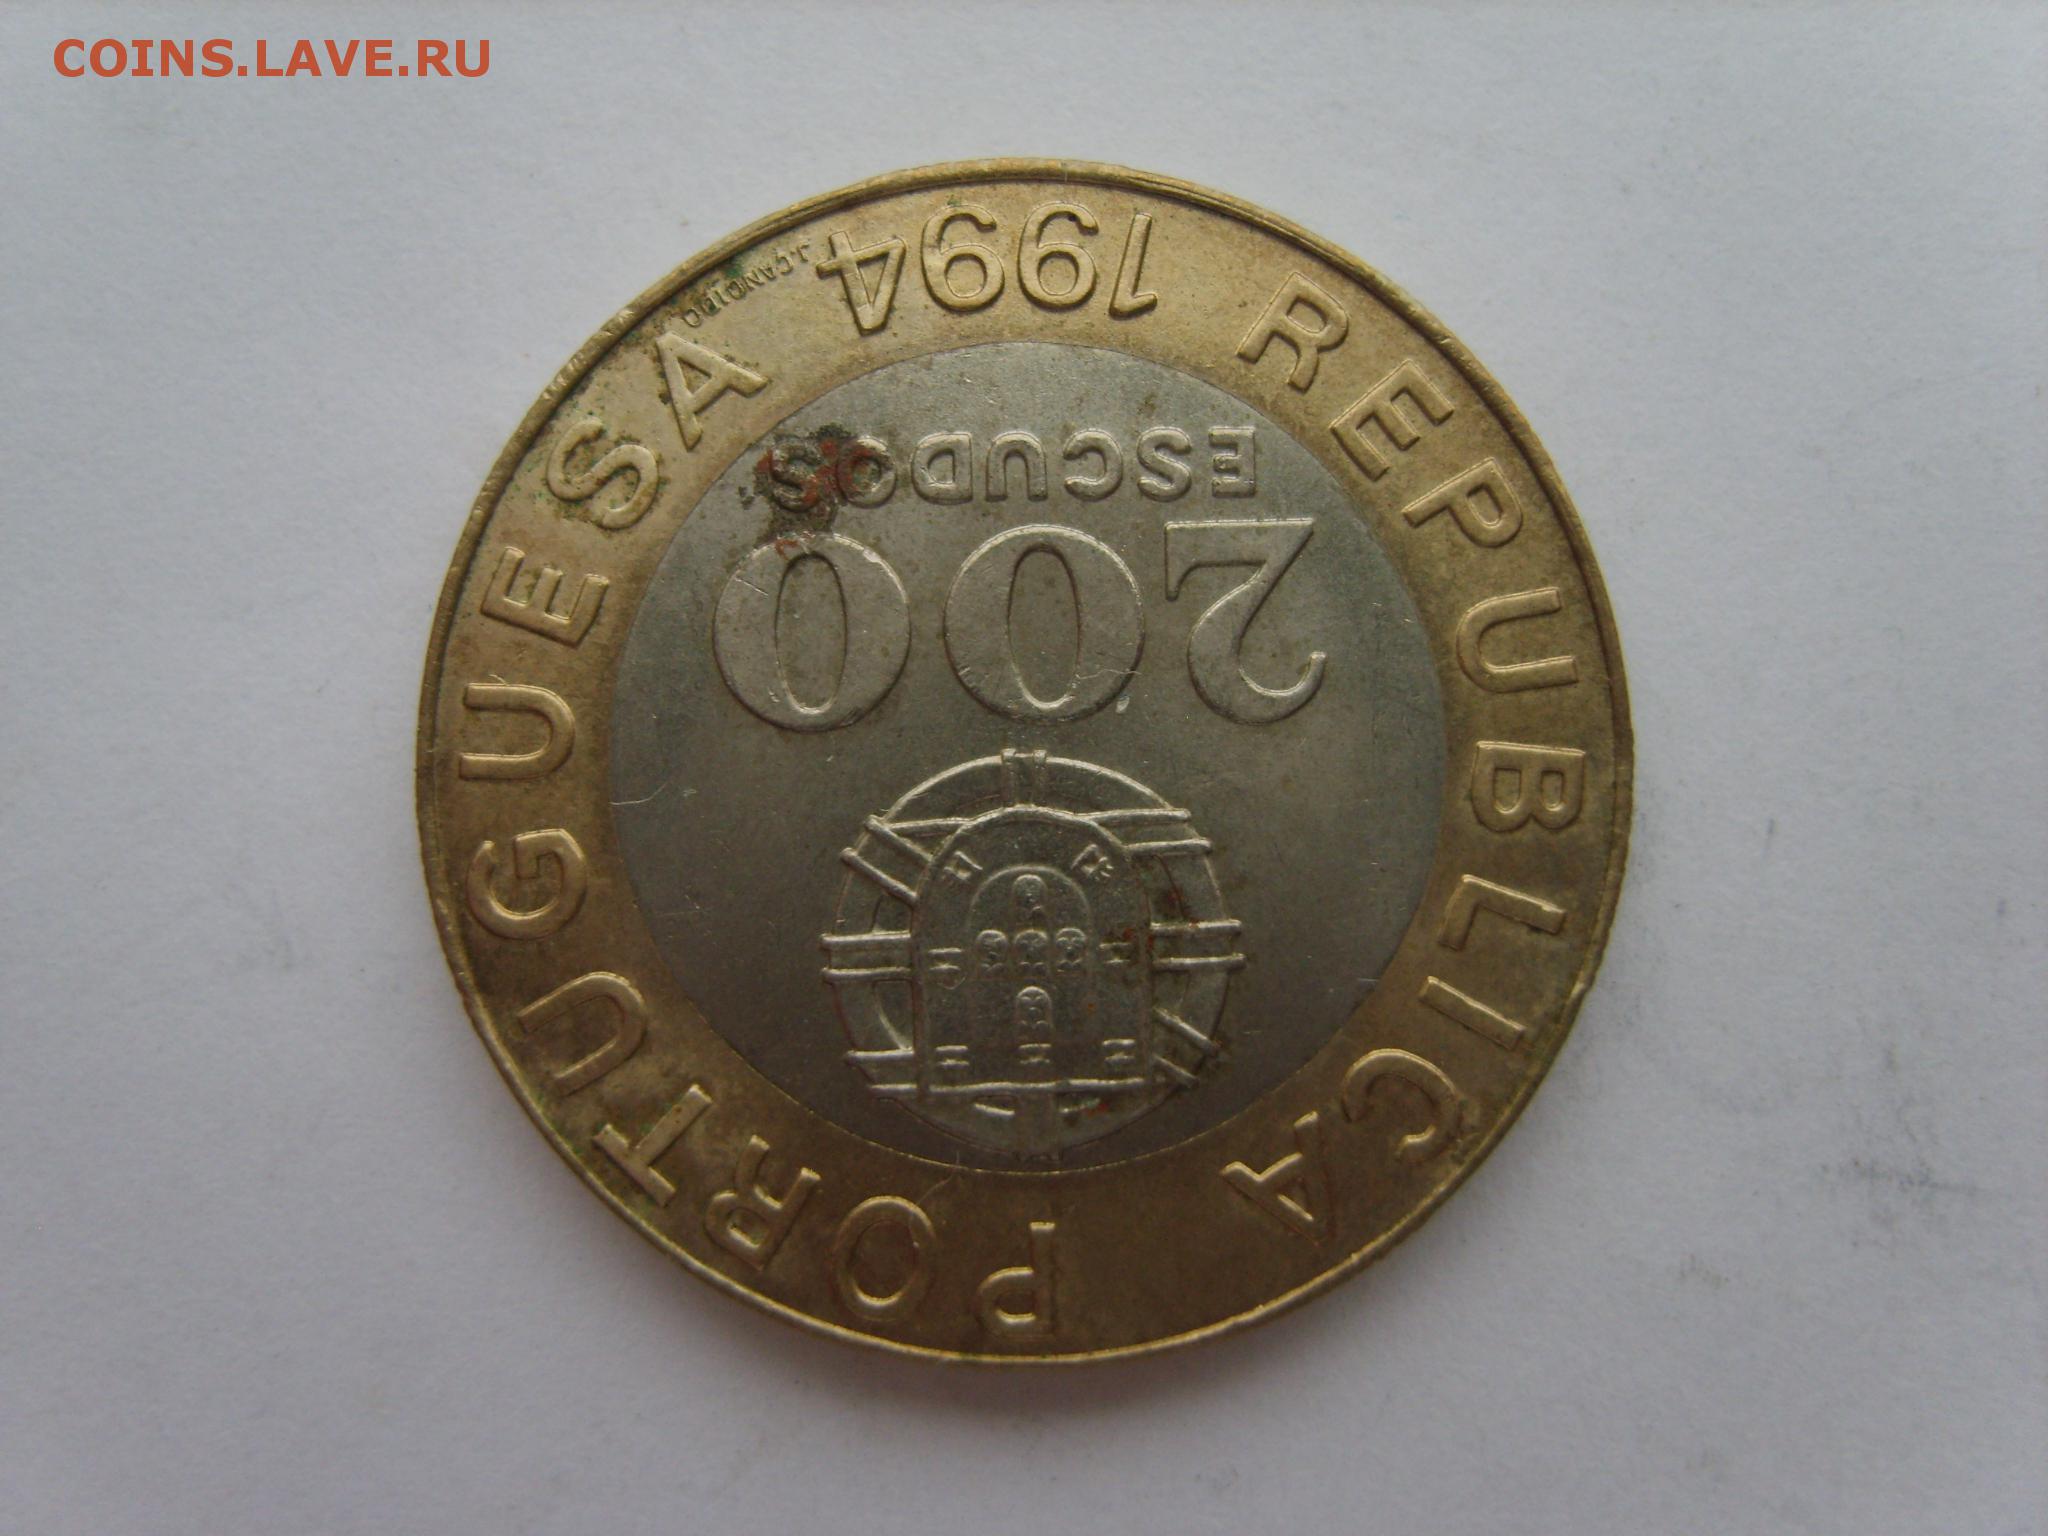 COINS.LAVE.RU
REPUBLICA PORTUGUESA
1994
J.CANDIDO
200
ESCUDOS